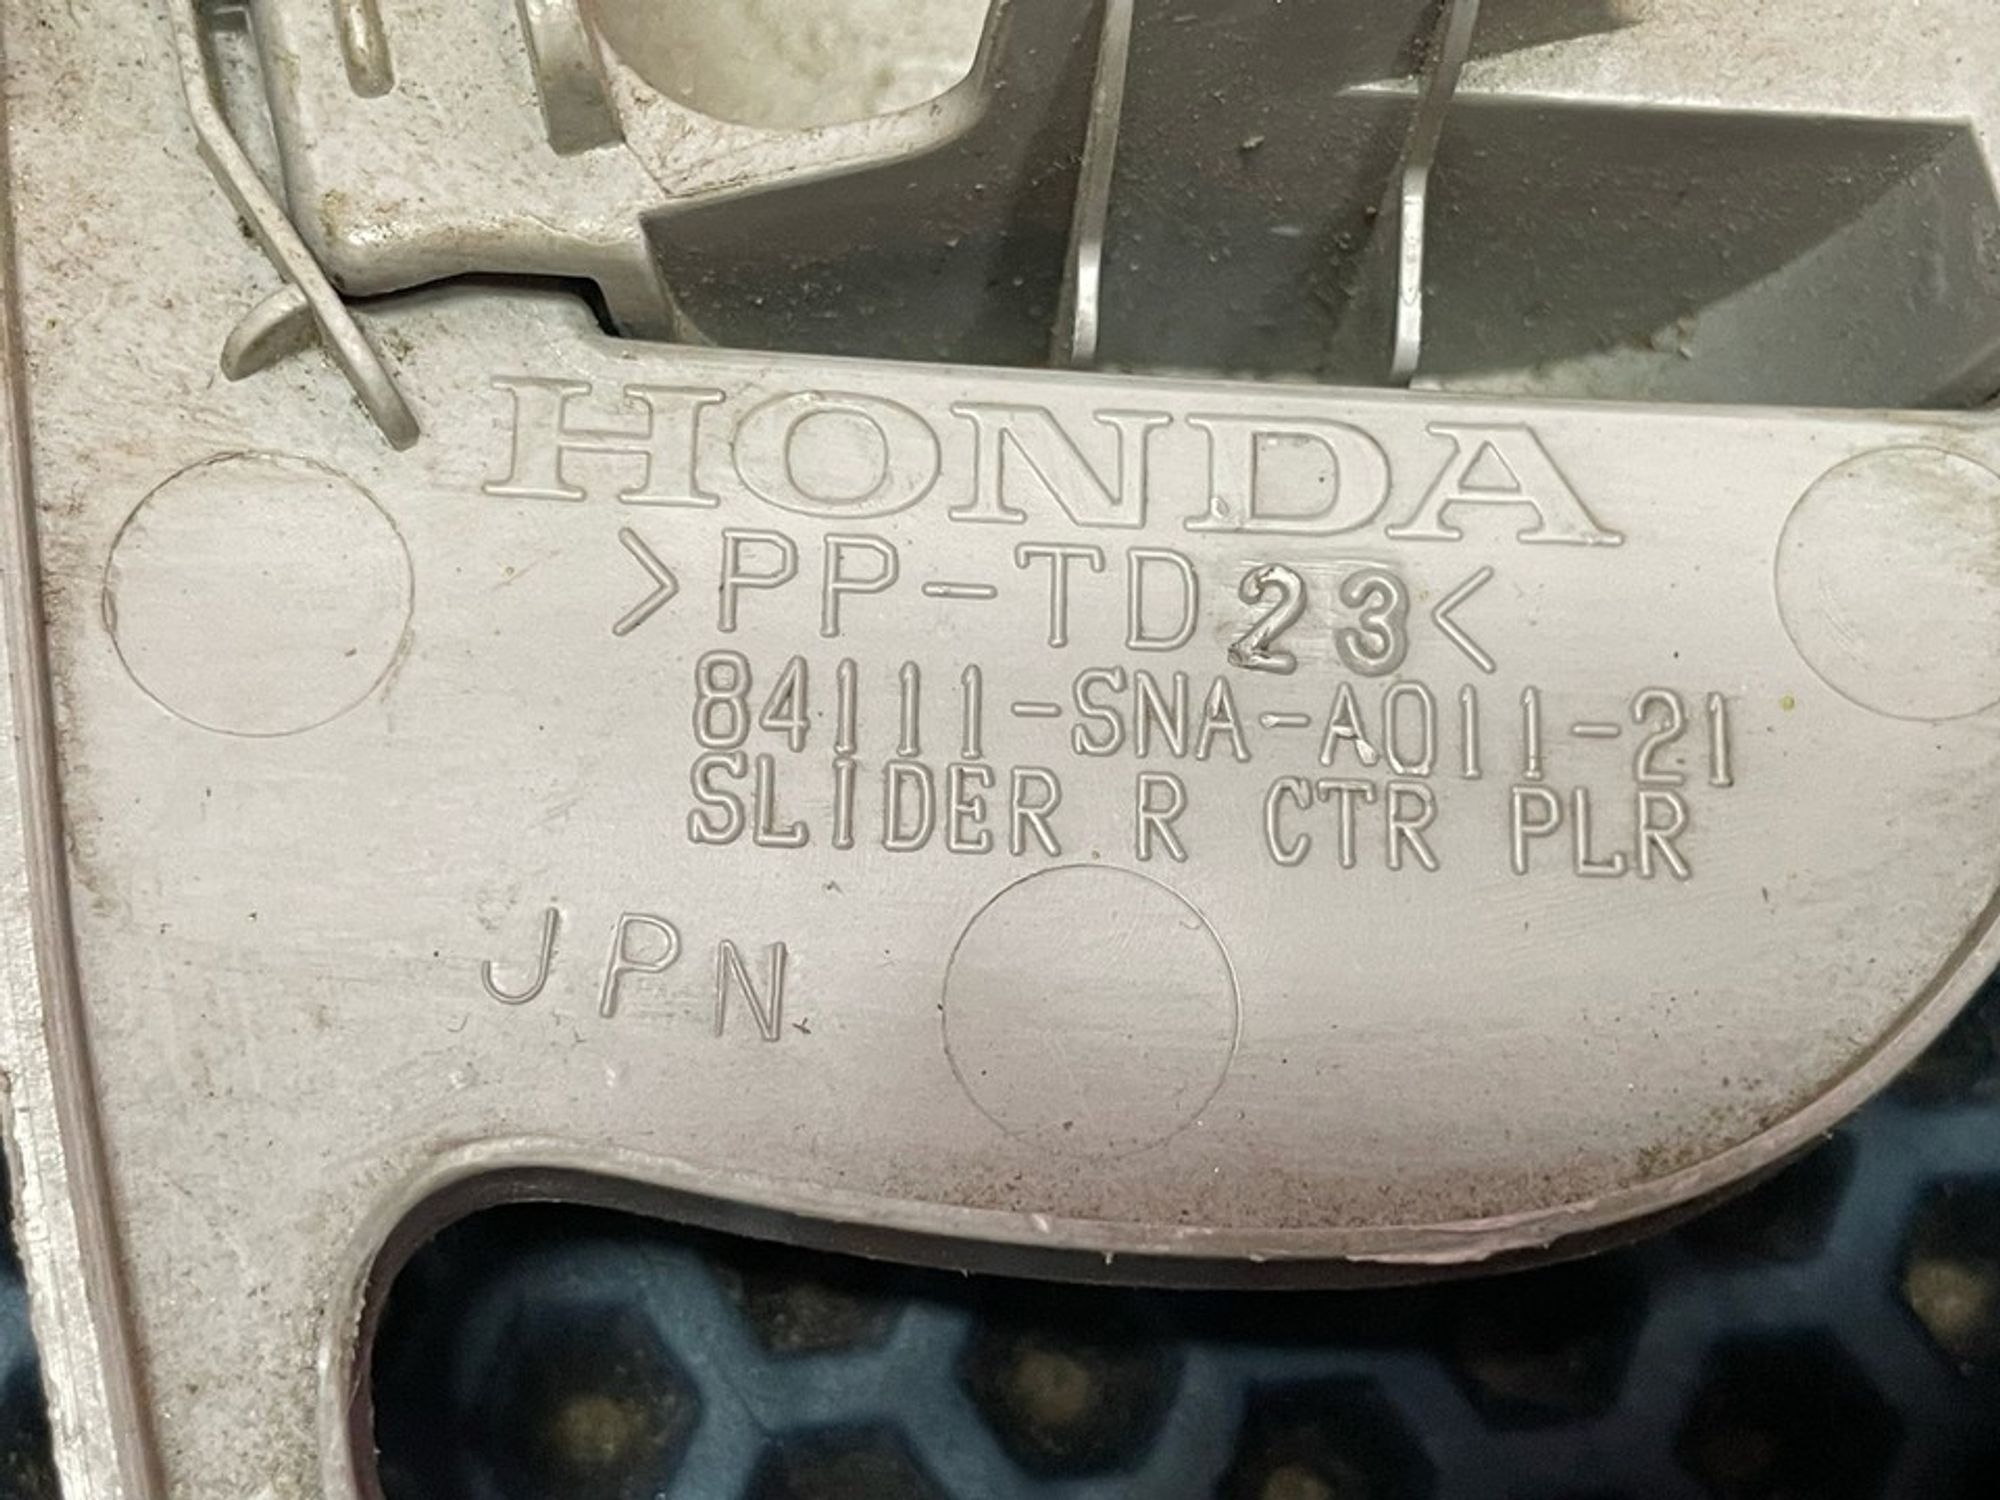 HONDA
>PP-TD23<
84111-SNA-A011-21
SLIDER R CTR PLR
JPN